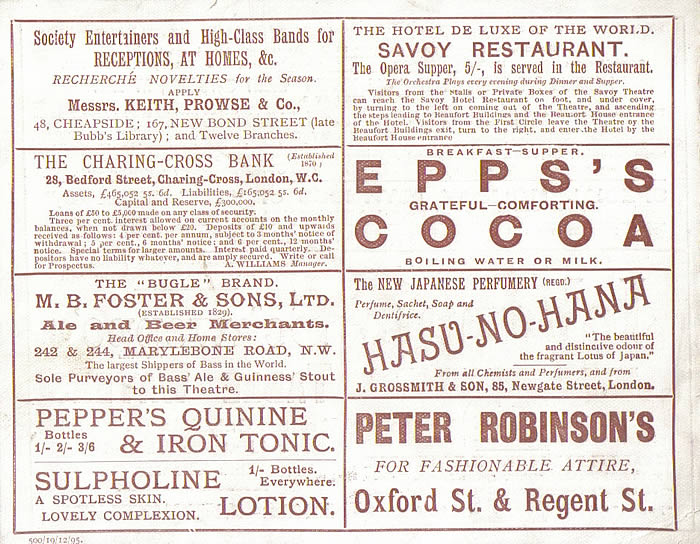 Society Entertainers and High-Class Bands for
RECEPTIONS, AT HOMES, &c.
RECHERCHÉ NOVELTIES for the Season.
APPLY
Messrs. KEITH, PROWSE & Co.,
48, CHEAPSIDE; 167, NEW BOND STREET (late
Bubb's Library); and Twelve Branches.
THE CHARING-CROSS BANK (Established
1870)
28, Bedford Street, Charing-Cross, London, W.C.
Assets, £465,052 5s. 6d. Liabilities, £165,052 5s. 6d.
Capital and Reserve, £300,000.
Loans of £50 to £5,000 made on any class of security.
Three per cent. interest allowed on current accounts on the monthly
balances, when not drawn below £20. Deposits of £10 and upwards
received as follows: 4 per cent. per annum, subject to 3 months' notice of
withdrawal; 5 per cent., 6 months' notice: and 6 per cent., 12 months'
notice. Special terms for larger amounts. Interest paid quarterly. De-
positors have no liability whatever, and are amply secured. Write or call
for Prospectus. A. WILLIAMS Manager.
THE "BUGLE" BRAND.
M. B. FOSTER & SONS, LTD.
(ESTABLISHED 1829).
Ale and Beer Merchants.
Head Office and Home Stores:
242 & 244, MARYLEBONE ROAD, N.W.
The largest Shippers of Bass in the World.
Sole Purveyors of Bass' Ale & Guinness' Stout
to this Theatre.
PEPPER'S QUININE
Bottles
1/- 2/- 3/6 & IRON TONIC.
SULPHOLINE 1/- Bottles.
Everywhere.
A SPOTLESS SKIN.
LOVELY COMPLEXION. LOTION.
500/19/12/95.
THE HOTEL DE LUXE OF THE WORLD.
SAVOY RESTAURANT.
The Opera Supper, 5/-, is served in the Restaurant.
The Orchestra Plays every evening during Dinner and Supper.
Visitors from the Stalls or Private Boxes of the Savoy Theatre
can reach the Savoy Hotel Restaurant on foot, and under cover,
by turning to the left on coming out of the Theatre, and ascending
the steps leading to Beaufort Buildings and the Beaufort House entrance
of the Hotel. Visitors from the First Circle leave the Theatre by the
Beaufort Buildings exit, turn to the right, and enter the Hotel by the
Beaufort House entrance
BREAKFAST-SUPPER.
EPPS'S
GRATEFUL-COMFORTING.
COCOA
BOILING WATER OR MILK.
The NEW JAPANESE PERFUMERY (REGD.)
Perfume, Sachet, Soap and
Dentifrice.
HASU-NO-HANA
"The beautiful
and distinctive odour of
the fragrant Lotus of Japan."
From all Chemists and Perfumers, and from
J. GROSSMITH & SON, 85, Newgate Street, London.
PETER ROBINSON'S
FOR FASHIONABLE ATTIRE,
Oxford St. & Regent St.